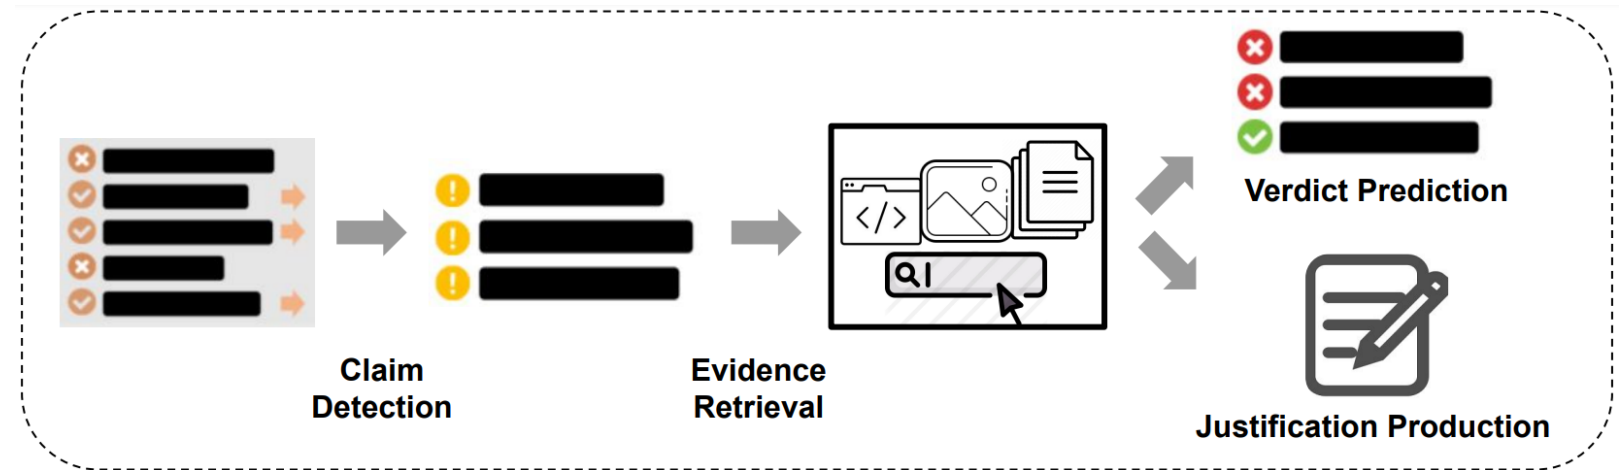 Claim
Detection
Evidence
Retrieval
</>
Verdict Prediction
Justification Production